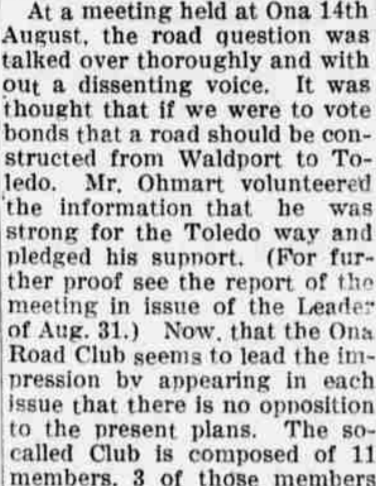 At a meeting held at Ona 14th
August, the road question was
talked over thoroughly and with
out a dissenting voice. It was
thought that if we were to vote
bonds that a road should be con-
structed from Waldport to To-
ledo. Mr. Ohmart volunteered
the information that he was
strong for the Toledo way and
pledged his support. (For fur-
ther proof see the report of the
meeting in issue of the Leader
of Aug. 31.) Now, that the Ona
Road Club seems to lead the im-
pression by appearing in each
issue that there is no opposition
to the present plans. The so-
called Club is composed of 11
members, 3 of those members